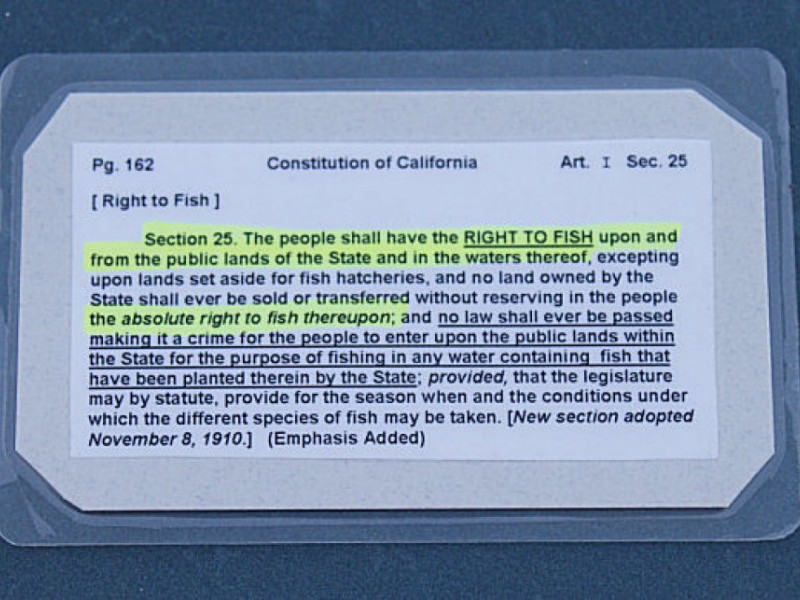 Pg. 162 Constitution of California Art. I Sec. 25
[ Right to Fish ]
Section 25. The people shall have the RIGHT TO FISH upon and
from the public lands of the State and in the waters thereof, excepting
upon lands set aside for fish hatcheries, and no land owned by the
State shall ever be sold or transferred without reserving in the people
the absolute right to fish thereupon; and no law shall ever be passed
making it a crime for the people to enter upon the public lands within
the State for the purpose of fishing in any water containing fish that
have been planted therein by the State; provided, that the legislature
may by statute, provide for the season when and the conditions under
which the different species of fish may be taken. [New section adopted
November 8, 1910.] (Emphasis Added)